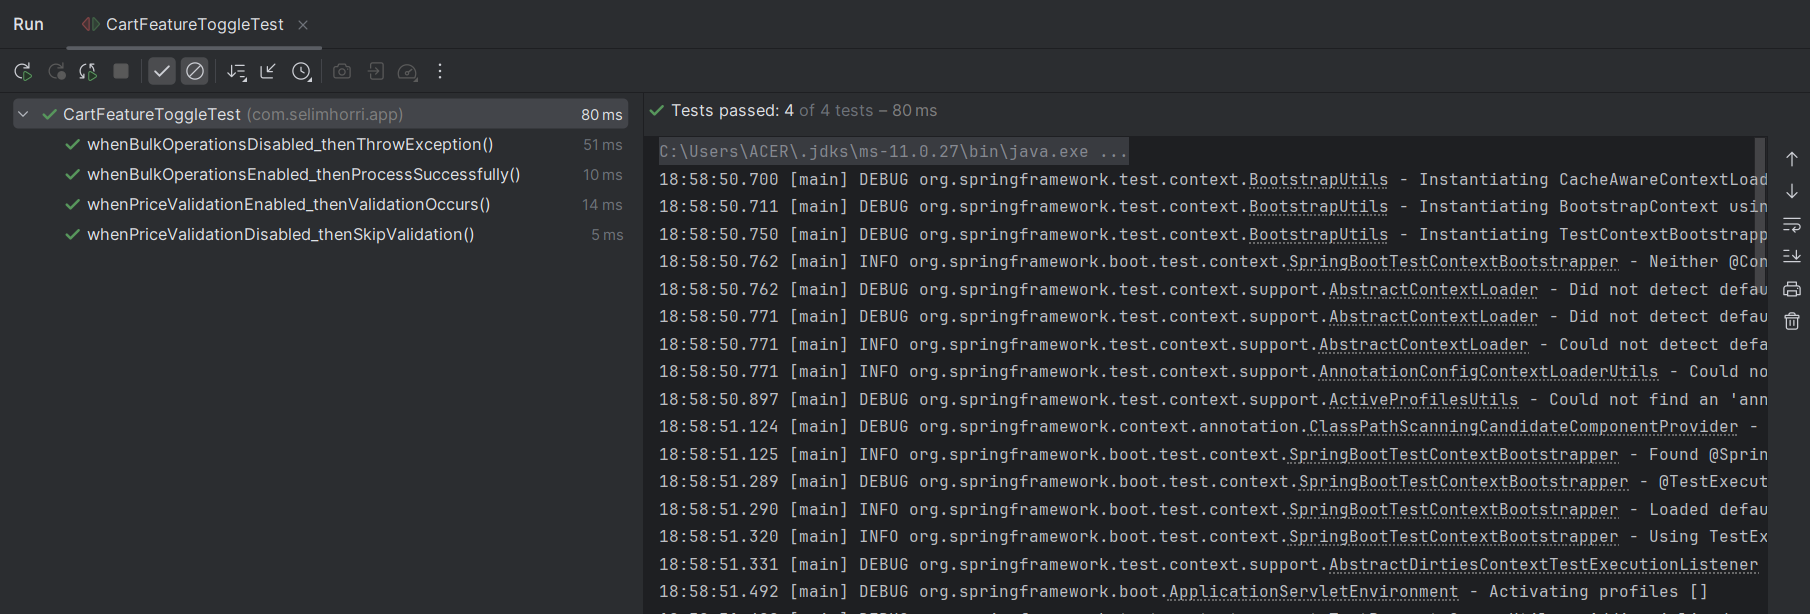 Run CartFeatureToggleTest
CartFeatureToggleTest (com.selimhorri.app) 80 ms
whenBulkOperationsDisabled_thenThrowException() 51 ms
whenBulkOperationsEnabled_thenProcessSuccessfully() 10 ms
whenPriceValidationEnabled_thenValidationOccurs() 14 ms
whenPriceValidationDisabled_thenSkipValidation() 5 ms
Tests passed: 4 of 4 tests – 80 ms
C:\Users\ACER\.jdks\ms-11.0.27\bin\java.exe ...
18:58:50.700 [main] DEBUG org.springframework.test.context.BootstrapUtils - Instantiating CacheAwareContextLoad
18:58:50.711 [main] DEBUG org.springframework.test.context.BootstrapUtils - Instantiating BootstrapContext usin
18:58:50.750 [main] DEBUG org.springframework.test.context.BootstrapUtils - Instantiating TestContextBootstrapp
18:58:50.762 [main] INFO org.springframework.boot.test.context.SpringBootTestContextBootstrapper - Neither @Con
18:58:50.762 [main] DEBUG org.springframework.test.context.support.AbstractContextLoader - Did not detect defau
18:58:50.771 [main] DEBUG org.springframework.test.context.support.AbstractContextLoader - Did not detect defau
18:58:50.771 [main] INFO org.springframework.test.context.support.AbstractContextLoader - Could not detect defa
18:58:50.771 [main] INFO org.springframework.test.context.support.AnnotationConfigContextLoaderUtils - Could no
18:58:50.897 [main] DEBUG org.springframework.test.context.support.ActiveProfilesUtils - Could not find an 'ann
18:58:51.124 [main] DEBUG org.springframework.context.annotation.ClassPathScanningCandidateComponentProvider -
18:58:51.125 [main] INFO org.springframework.boot.test.context.SpringBootTestContextBootstrapper - Found @Sprin
18:58:51.289 [main] DEBUG org.springframework.boot.test.context.SpringBootTestContextBootstrapper - @TestExecut
18:58:51.290 [main] INFO org.springframework.boot.test.context.SpringBootTestContextBootstrapper - Loaded defau
18:58:51.320 [main] INFO org.springframework.boot.test.context.SpringBootTestContextBootstrapper - Using TestEx
18:58:51.331 [main] DEBUG org.springframework.test.context.support.AbstractDirtiesContextTestExecutionListener
18:58:51.492 [main] DEBUG org.springframework.boot.ApplicationServletEnvironment - Activating profiles []